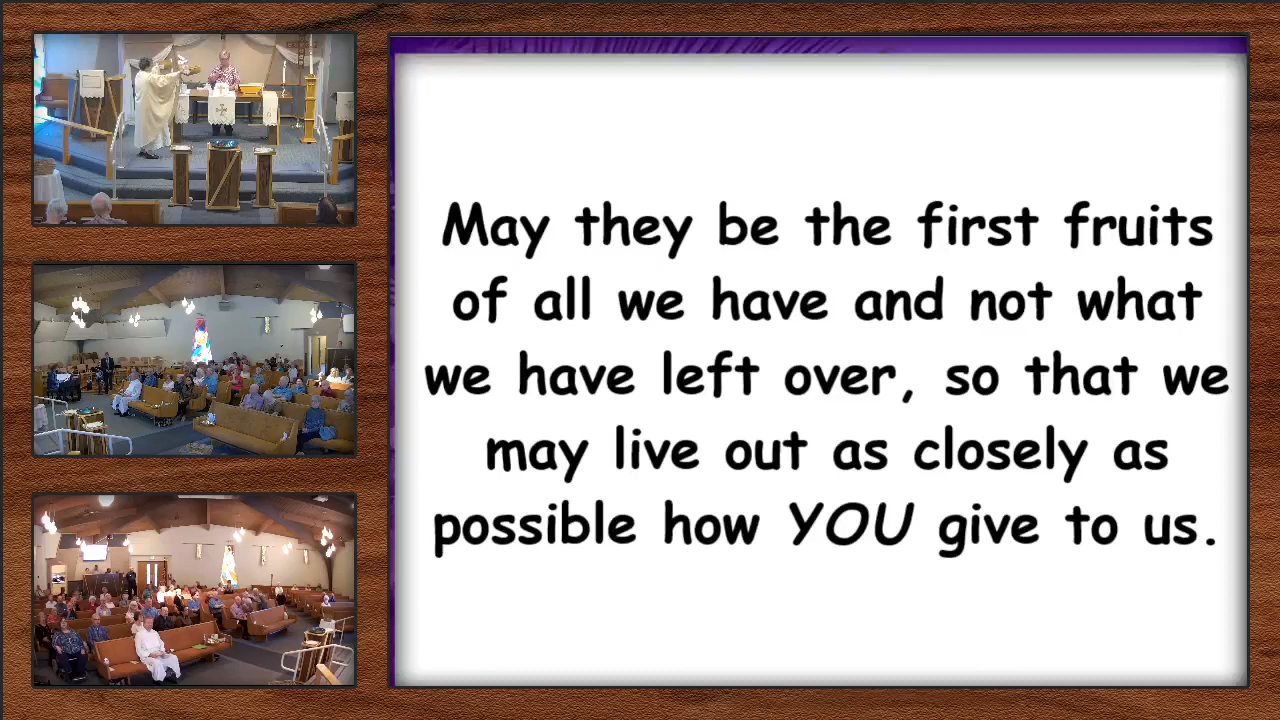 May they be the first fruits
of all we have and not what
we have left over, so that we
may live out as closely as
possible how YOU give to us.